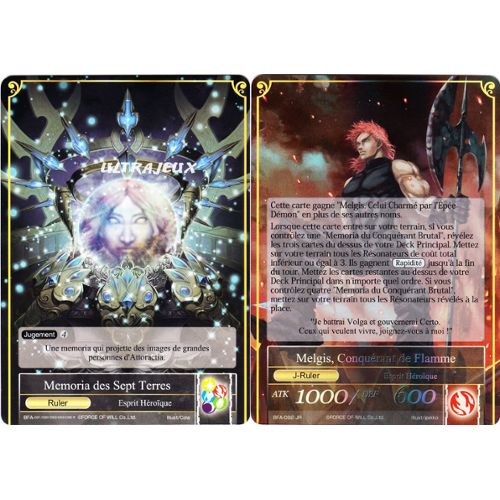 ULTRAJEUX
Jugement
Une memoria qui projette des images de grandes
personnes d'Attoractia.
Memoria des Sept Terres
Ruler
Esprit Héroïque
©FORCE OF WILL Co.,Ltd.
Cette carte gagne "Melgis, Celui Charmé par l'Épée
Démon" en plus de ses autres noms.
Lorsque cette carte entre sur votre terrain, si vous
contrôlez une "Memoria du Conquérant Brutal", révélez
les trois cartes du dessus de votre Deck Principal. Mettez
sur votre terrain tous les Résonateurs de coût total
inférieur ou égal à 3. Ils gagnent Rapidité jusqu'à la fin
du tour. Mettez les cartes restantes au dessus de votre
Deck Principal dans n'importe quel ordre. Si vous
contrôlez quatre "Memoria du Conquérant Brutal",
mettez sur votre terrain tous les Résonateurs révélés à la
place.
"Je battrai Volga et gouvernerai Certo.
Ceux qui veulent vivre, joignez-vous à moi !"
Melgis, Conquérant de Flamme
J-Ruler
Esprit Héroïque
ATK 1000 / DEF 600
BFA-092 JR
©FORCE OF WILL Co.,Ltd.